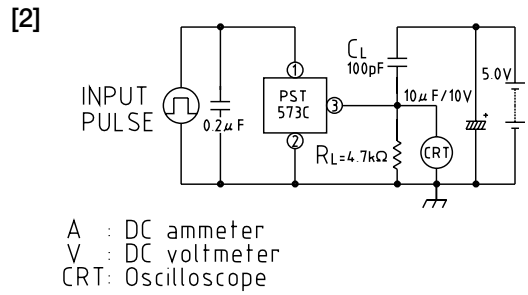 [2]
CL
100pF
5.0V
①
INPUT
PULSE
PST
573C
③
10μF/10V
0.2μF
②
RL=4.7kΩ
CRT
+
A : DC ammeter
V : DC voltmeter
CRT: Oscilloscope